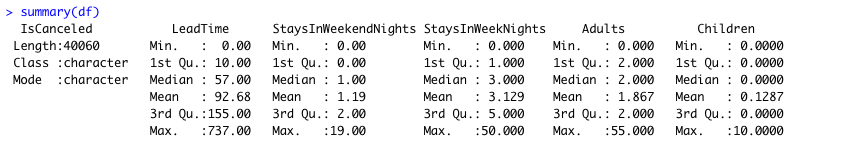 > summary(df)
  IsCanceled           LeadTime      StaysInWeekendNights StaysInWeekNights     Adults          Children
 Length:40060       Min.   :  0.00   Min.   : 0.00        Min.   : 0.000    Min.   : 0.000   Min.   : 0.0000
 Class :character   1st Qu.: 10.00   1st Qu.: 0.00        1st Qu.: 1.000    1st Qu.: 2.000   1st Qu.: 0.0000
 Mode  :character   Median : 57.00   Median : 1.00        Median : 3.000    Median : 2.000   Median : 0.0000
                    Mean   : 92.68   Mean   : 1.19        Mean   : 3.129    Mean   : 1.867   Mean   : 0.1287
                    3rd Qu.:155.00   3rd Qu.: 2.00        3rd Qu.: 5.000    3rd Qu.: 2.000   3rd Qu.: 0.0000
                    Max.   :737.00   Max.   :19.00        Max.   :50.000    Max.   :55.000   Max.   :10.0000